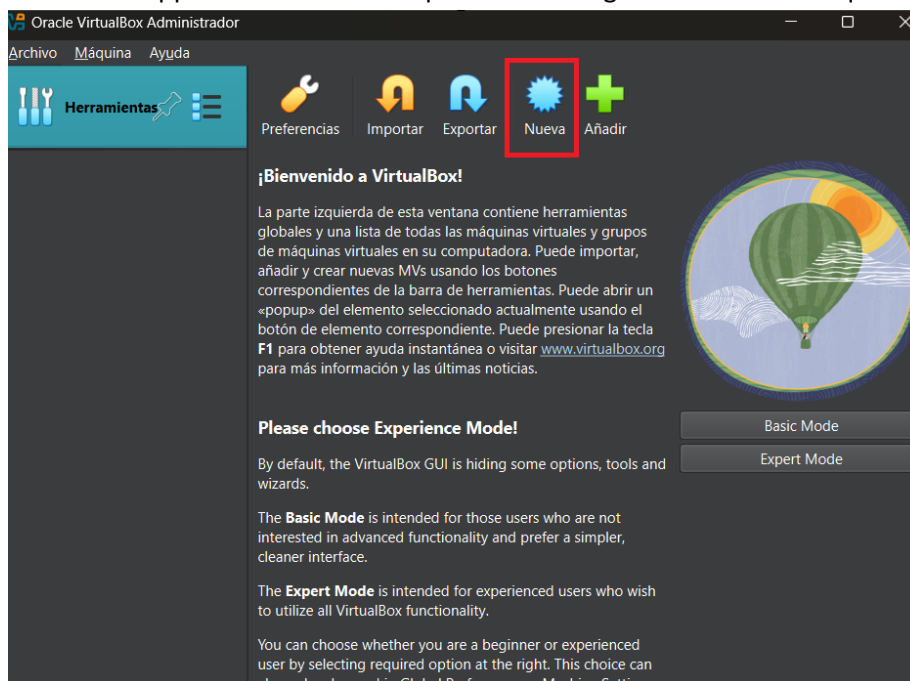 Oracle VirtualBox Administrador
Archivo Máquina Ayuda
Herramientas
Preferencias Importar Exportar Nueva Añadir
¡Bienvenido a VirtualBox!
La parte izquierda de esta ventana contiene herramientas
globales y una lista de todas las máquinas virtuales y grupos
de máquinas virtuales en su computadora. Puede importar,
añadir y crear nuevas MVs usando los botones
correspondientes de la barra de herramientas. Puede abrir un
«popup» del elemento seleccionado actualmente usando el
botón de elemento correspondiente. Puede presionar la tecla
F1 para obtener ayuda instantánea o visitar www.virtualbox.org
para más información y las últimas noticias.
Please choose Experience Mode!
Basic Mode
Expert Mode
By default, the VirtualBox GUI is hiding some options, tools and
wizards.
The Basic Mode is intended for those users who are not
interested in advanced functionality and prefer a simpler,
cleaner interface.
The Expert Mode is intended for experienced users who wish
to utilize all VirtualBox functionality.
You can choose whether you are a beginner or experienced
user by selecting required option at the right. This choice can